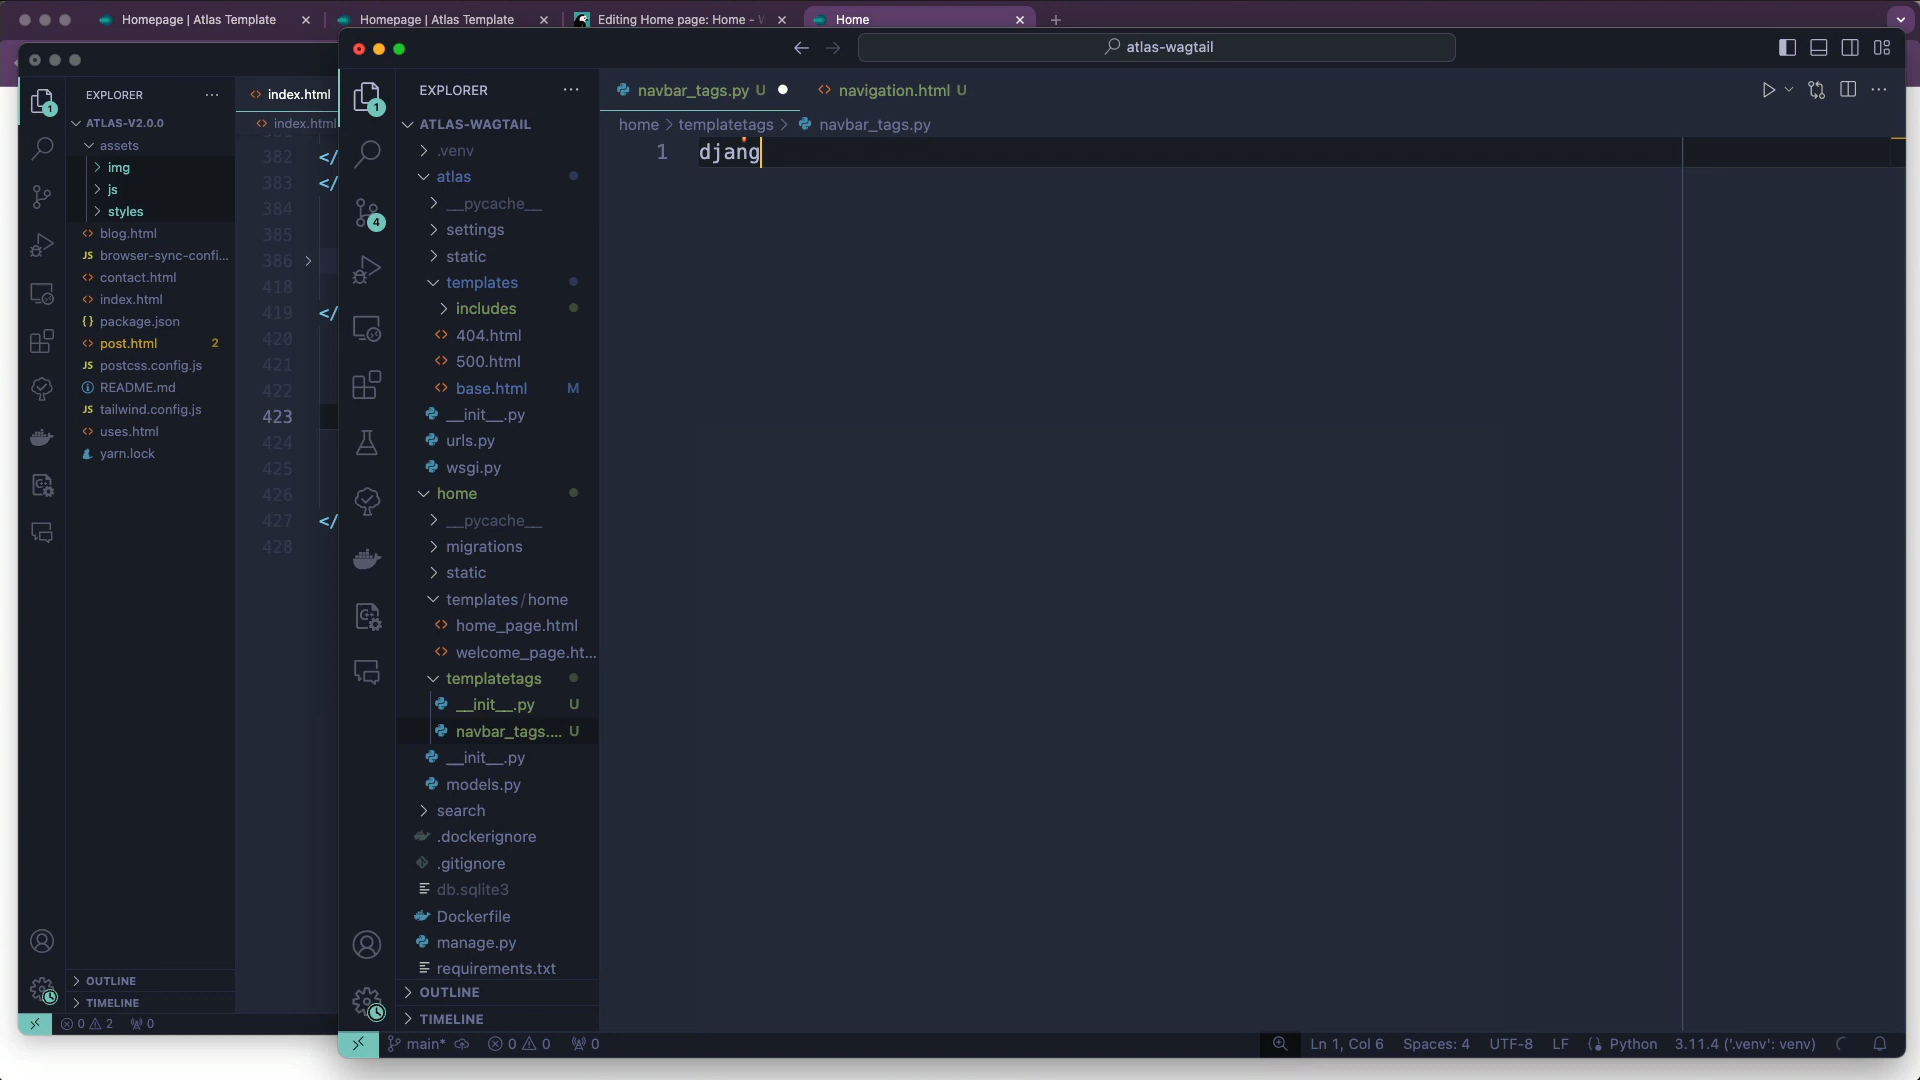 Homepage | Atlas Template
Homepage | Atlas Template
Editing Home page: Home -
Home
EXPLORER
ATLAS-V2.0.0
assets
img
js
styles
blog.html
browser-sync-confi...
contact.html
index.html
package.json
post.html 2
postcss.config.js
README.md
tailwind.config.js
uses.html
yarn.lock
OUTLINE
TIMELINE
0 2 0
index.html
index.html
382 </
383 </
384
385
386
418
419 </
420
421
422
423
424
425
426
427 </
428
atlas-wagtail
EXPLORER
ATLAS-WAGTAIL
.venv
atlas
__pycache__
settings
static
templates
includes
404.html
500.html
base.html M
__init__.py
urls.py
wsgi.py
home
__pycache__
migrations
static
templates/home
home_page.html
welcome_page.ht...
templatetags
__init__.py U
navbar_tags.... U
__init__.py
models.py
search
.dockerignore
.gitignore
db.sqlite3
Dockerfile
manage.py
requirements.txt
OUTLINE
TIMELINE
1
4
navbar_tags.py U
navigation.html U
home > templatetags > navbar_tags.py
1 djang
main* 0 0 0
Ln 1, Col 6 Spaces: 4 UTF-8 LF Python 3.11.4 ('.venv': venv)